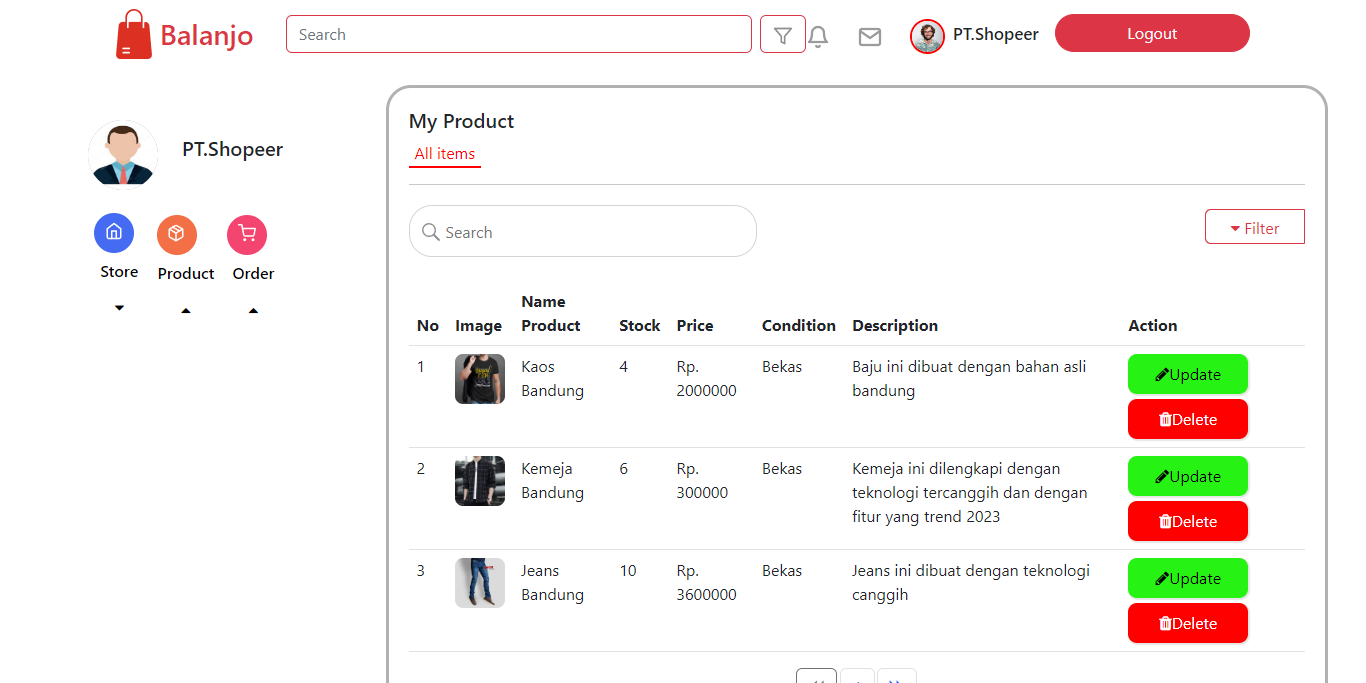 Balanjo
Search
PT.Shopeer
Logout
PT.Shopeer
Store
Product
Order
My Product
All items
Search
Filter
No Image Name Product Stock Price Condition Description Action
1 Kaos Bandung 4 Rp. 2000000 Bekas Baju ini dibuat dengan bahan asli
bandung
Update
Delete
2 Kemeja Bandung 6 Rp. 300000 Bekas Kemeja ini dilengkapi dengan
teknologi tercanggih dan dengan
fitur yang trend 2023
Update
Delete
3 Jeans Bandung 10 Rp. 3600000 Bekas Jeans ini dibuat dengan teknologi
canggih
Update
Delete